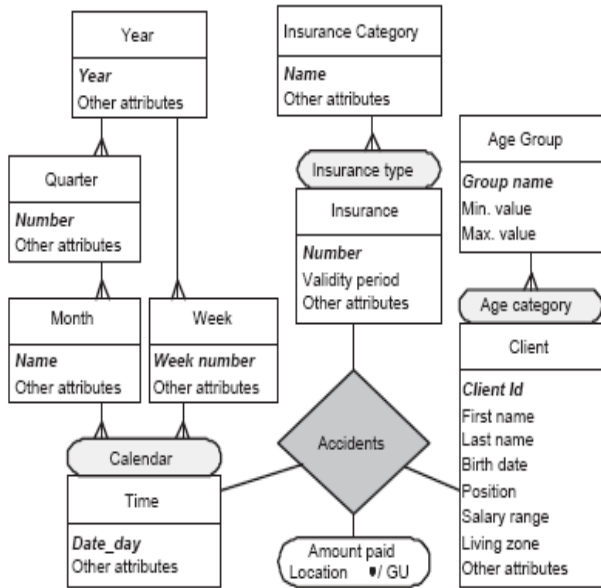 Year
Year
Other attributes
Insurance Category
Name
Other attributes
Age Group
Group name
Min. value
Max. value
Quarter
Number
Other attributes
Insurance type
Insurance
Number
Validity period
Other attributes
Month
Name
Other attributes
Week
Week number
Other attributes
Age category
Client
Client Id
First name
Last name
Birth date
Position
Salary range
Living zone
Other attributes
Calendar
Time
Date_day
Other attributes
Accidents
Amount paid
Location / GU